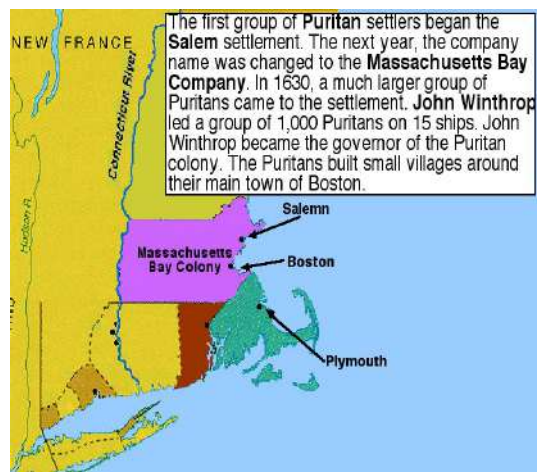 The first group of Puritan settlers began the
Salem settlement. The next year, the company
name was changed to the Massachusetts Bay
Company. In 1630, a much larger group of
Puritans came to the settlement. John Winthrop
led a group of 1,000 Puritans on 15 ships. John
Winthrop became the governor of the Puritan
colony. The Puritans built small villages around
their main town of Boston.
NEW FRANCE
Connecticut River
Hudson R.
Salemn
Massachusetts
Bay Colony
Boston
Plymouth